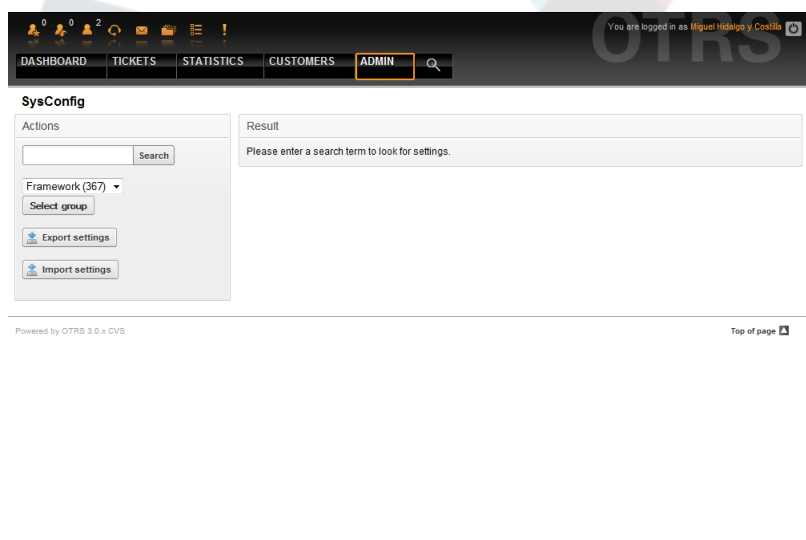 0 0 2 !
You are logged in as Miguel Hidalgo y Costilla
OTRS
DASHBOARD TICKETS STATISTICS CUSTOMERS ADMIN
SysConfig
Actions
Search
Framework (367)
Select group
Export settings
Import settings
Result
Please enter a search term to look for settings.
Powered by OTRS 3.0.x CVS
Top of page